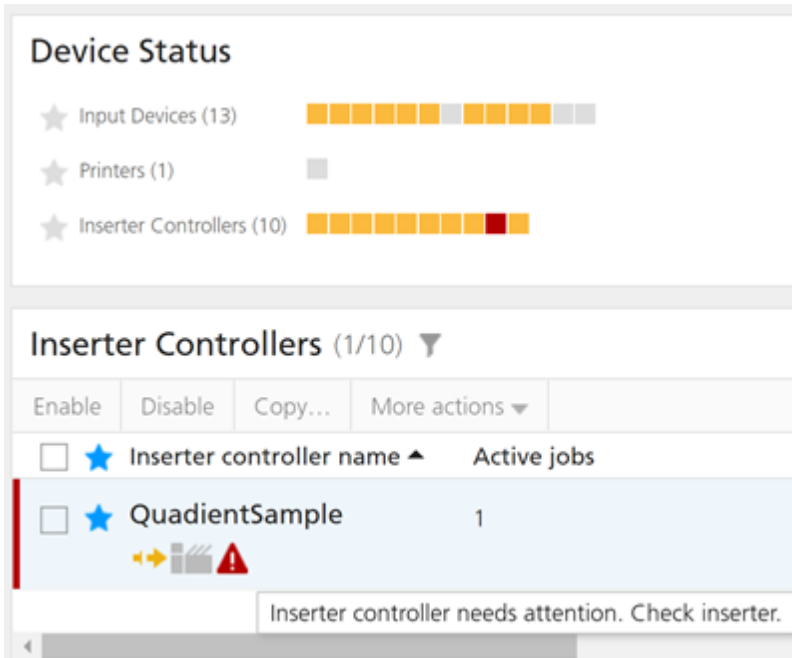 Device Status
Input Devices (13)
Printers (1)
Inserter Controllers (10)
Inserter Controllers (1/10)
Enable Disable Copy... More actions
Inserter controller name Active jobs
QuadientSample 1
Inserter controller needs attention. Check inserter.